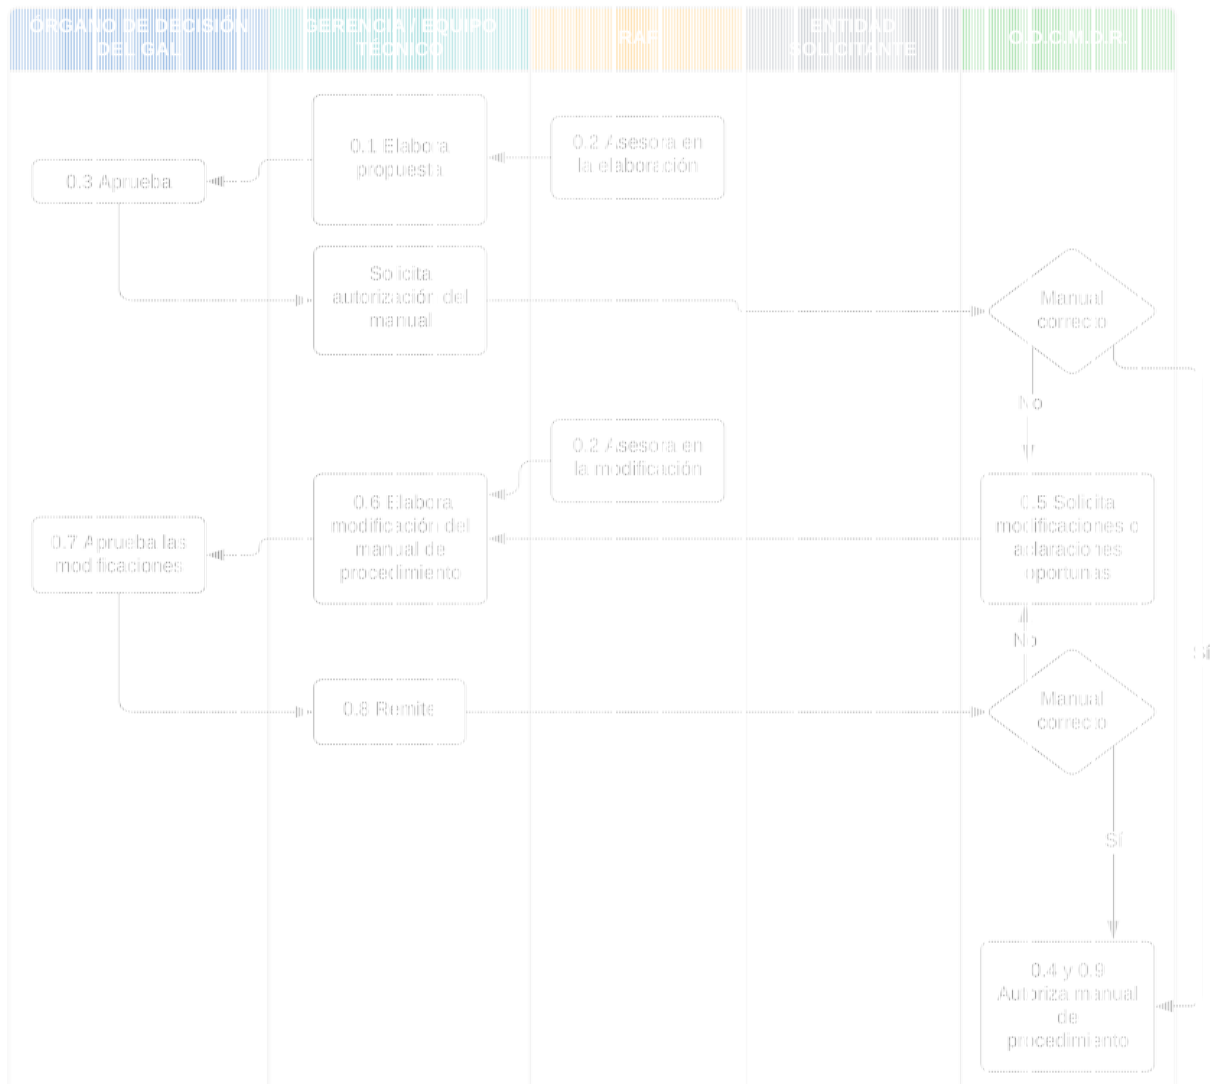 ÓRGANO DE DECISIÓN
DEL GAL
GERENCIA / EQUIPO
TÉCNICO
RAF
ENTIDAD
SOLICITANTE
0.1 Elabora
propuesta
0.2 Asesora en
la elaboración
0.3 Aprueba
Solicita
autorización del
manual
Manual
correcto
No
0.2 Asesora en
la modificación
0.6 Elabora
modificación del
manual de
procedimiento
0.5 Solicita
modificaciones o
aclaraciones
oportunas
0.7 Aprueba las
modificaciones
No
Sí
0.8 Remite
Manual
correcto
Sí
0.4 y 0.9
Autoriza manual
de
procedimiento